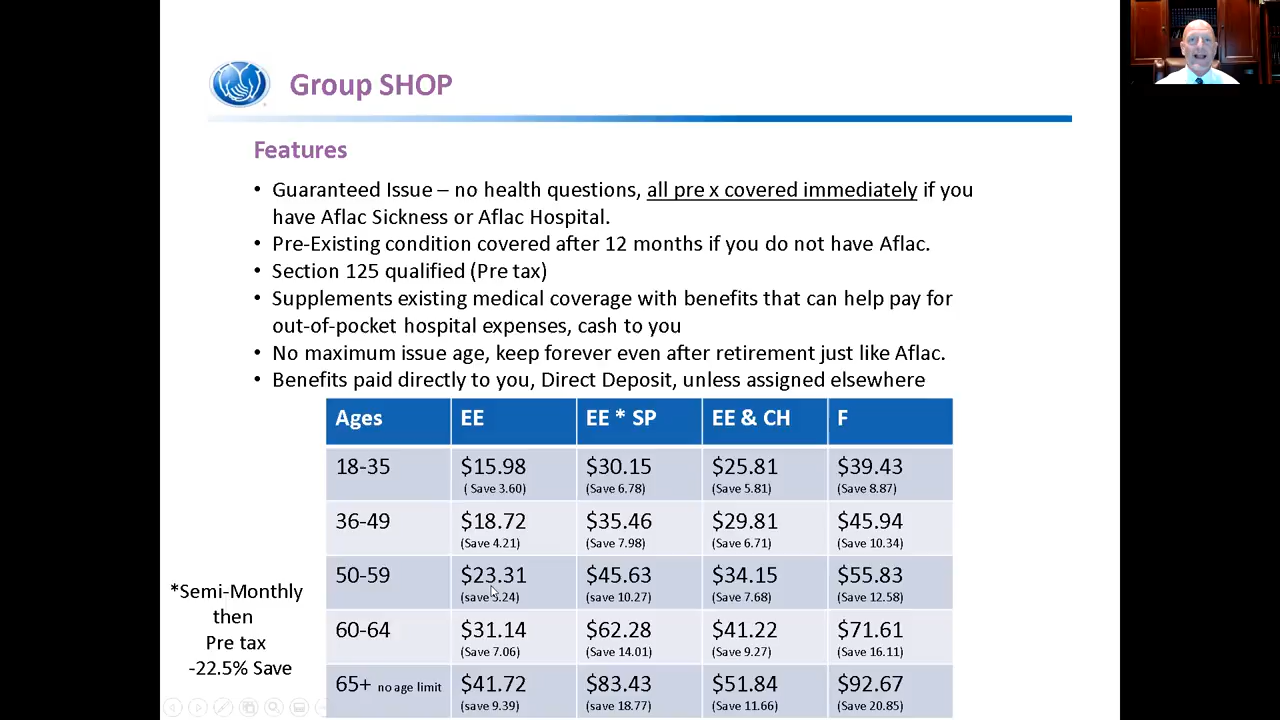 Group SHOP
Features
• Guaranteed Issue – no health questions, all pre x covered immediately if you
have Aflac Sickness or Aflac Hospital.
• Pre-Existing condition covered after 12 months if you do not have Aflac.
• Section 125 qualified (Pre tax)
• Supplements existing medical coverage with benefits that can help pay for
out-of-pocket hospital expenses, cash to you
• No maximum issue age, keep forever even after retirement just like Aflac.
• Benefits paid directly to you, Direct Deposit, unless assigned elsewhere
Ages EE EE * SP EE & CH F
18-35 $15.98 $30.15 $25.81 $39.43
( Save 3.60) (Save 6.78) (Save 5.81) (Save 8.87)
36-49 $18.72 $35.46 $29.81 $45.94
(Save 4.21) (Save 7.98) (Save 6.71) (Save 10.34)
50-59 $23.31 $45.63 $34.15 $55.83
(save 5.24) (save 10.27) (Save 7.68) (Save 12.58)
60-64 $31.14 $62.28 $41.22 $71.61
(Save 7.06) (Save 14.01) (Save 9.27) (Save 16.11)
65+ no age limit $41.72 $83.43 $51.84 $92.67
(save 9.39) (save 18.77) (Save 11.66) (Save 20.85)
*Semi-Monthly
then
Pre tax
-22.5% Save